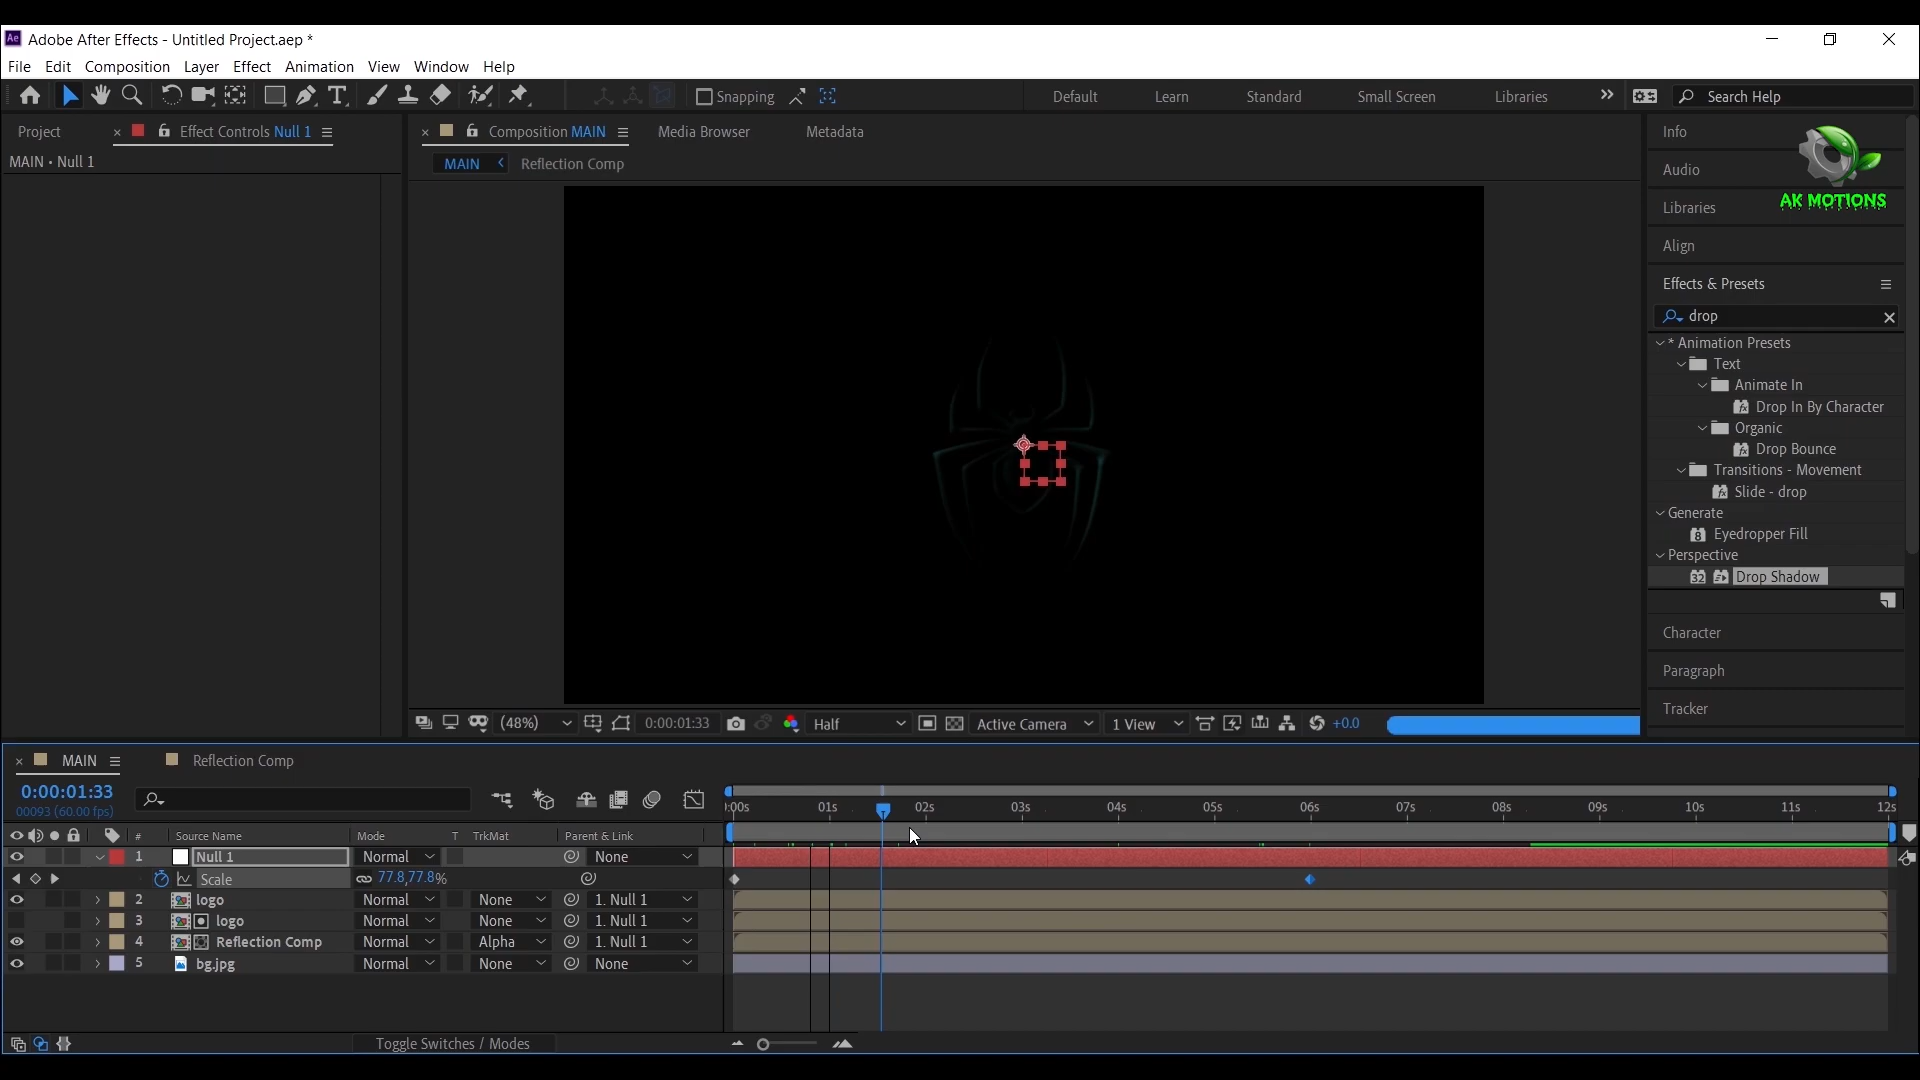 Adobe After Effects - Untitled Project.aep *
File Edit Composition Layer Effect Animation View Window Help
Snapping Default Learn Standard Small Screen Libraries Search Help
Project Effect Controls Null 1 Composition MAIN Media Browser Metadata Info
MAIN • Null 1 MAIN Reflection Comp
Audio
AK MOTIONS
Libraries
Align
Effects & Presets
drop
* Animation Presets
Text
Animate In
Drop In By Character
Organic
Drop Bounce
Transitions - Movement
Slide - drop
Generate
8 Eyedropper Fill
Perspective
32 Drop Shadow
Character
Paragraph
Tracker
(48%) 0:00:01:33 Half Active Camera 1 View +0.0
MAIN Reflection Comp
0:00:01:33
00093 (60.00 fps)
:00s 01s 02s 03s 04s 05s 06s 07s 08s 09s 10s 11s 12s
# Source Name Mode T TrkMat Parent & Link
1 Null 1 Normal None
Scale 77.8,77.8%
2 logo Normal None 1. Null 1
3 logo Normal None 1. Null 1
4 Reflection Comp Normal Alpha 1. Null 1
5 bg.jpg Normal None None
Toggle Switches / Modes